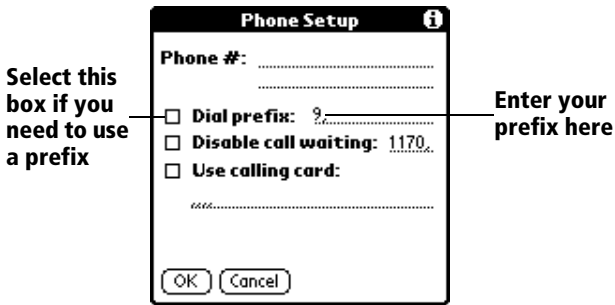 Phone Setup
Phone #:
Select this
box if you
need to use
a prefix
Dial prefix: 9,
Enter your
prefix here
Disable call waiting: 1170,
Use calling card:
,,,,
OK Cancel